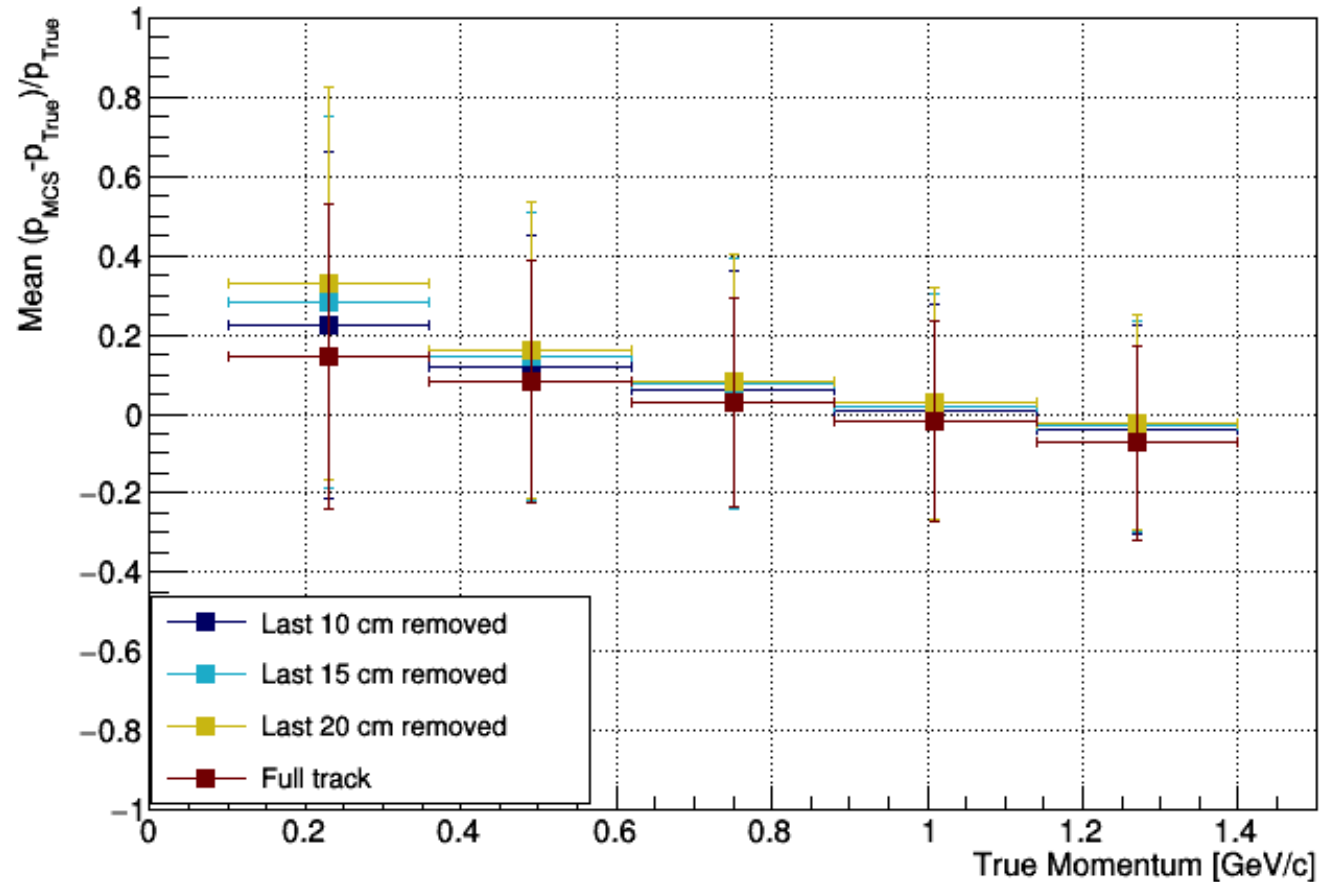 Mean (p_MCS-p_True)/p_True
1
0.8
0.6
0.4
0.2
0
−0.2
−0.4
−0.6
−0.8
−1
Last 10 cm removed
Last 15 cm removed
Last 20 cm removed
Full track
0 0.2 0.4 0.6 0.8 1 1.2 1.4
True Momentum [GeV/c]